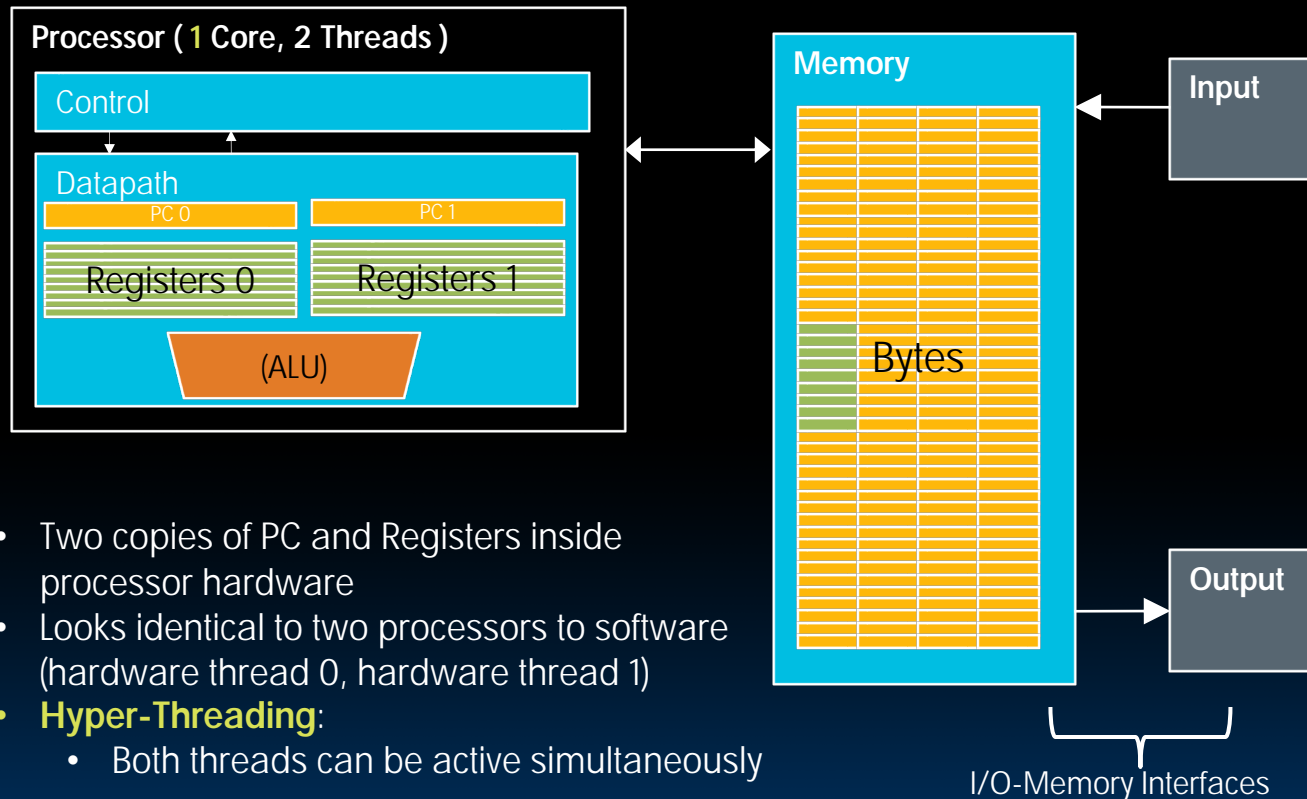 Processor ( 1 Core, 2 Threads )
Control
Datapath
PC 0
PC 1
Registers 0
Registers 1
(ALU)
Memory
Bytes
Input
Output
I/O-Memory Interfaces
• Two copies of PC and Registers inside
processor hardware
• Looks identical to two processors to software
(hardware thread 0, hardware thread 1)
• Hyper-Threading:
• Both threads can be active simultaneously